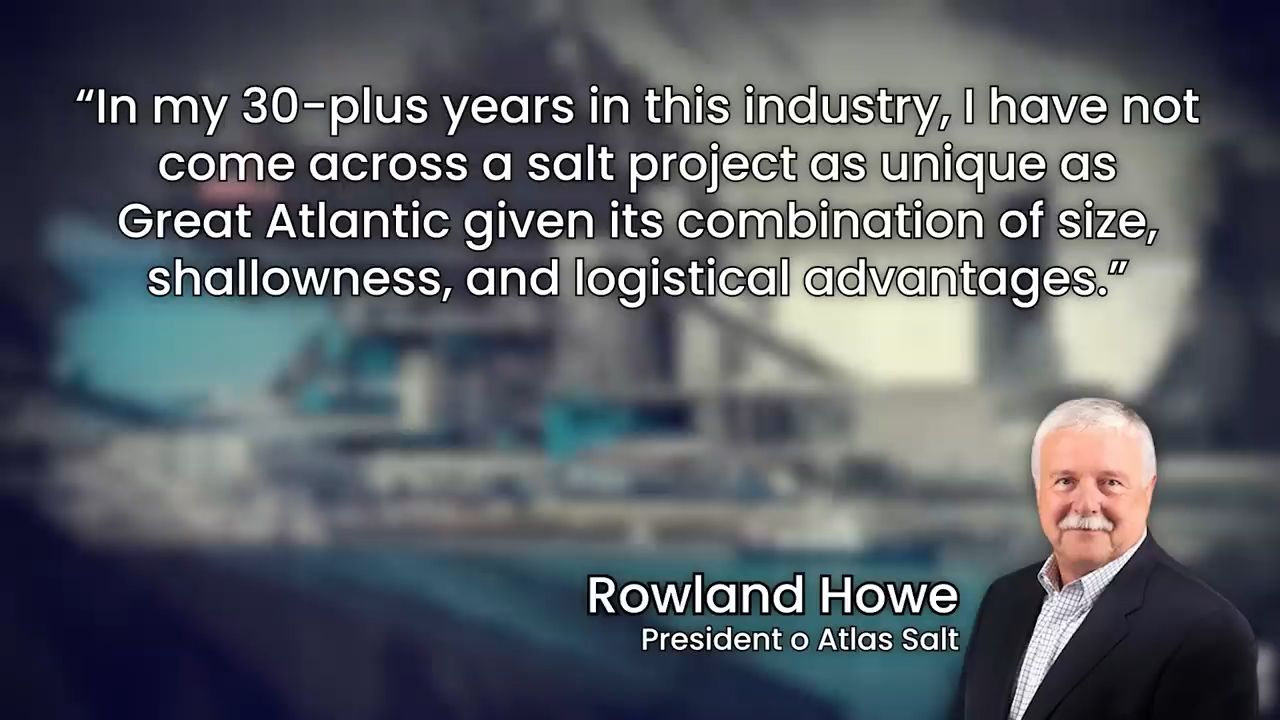 “In my 30-plus years in this industry, I have not
come across a salt project as unique as
Great Atlantic given its combination of size,
shallowness, and logistical advantages.”
Rowland Howe
President o Atlas Salt